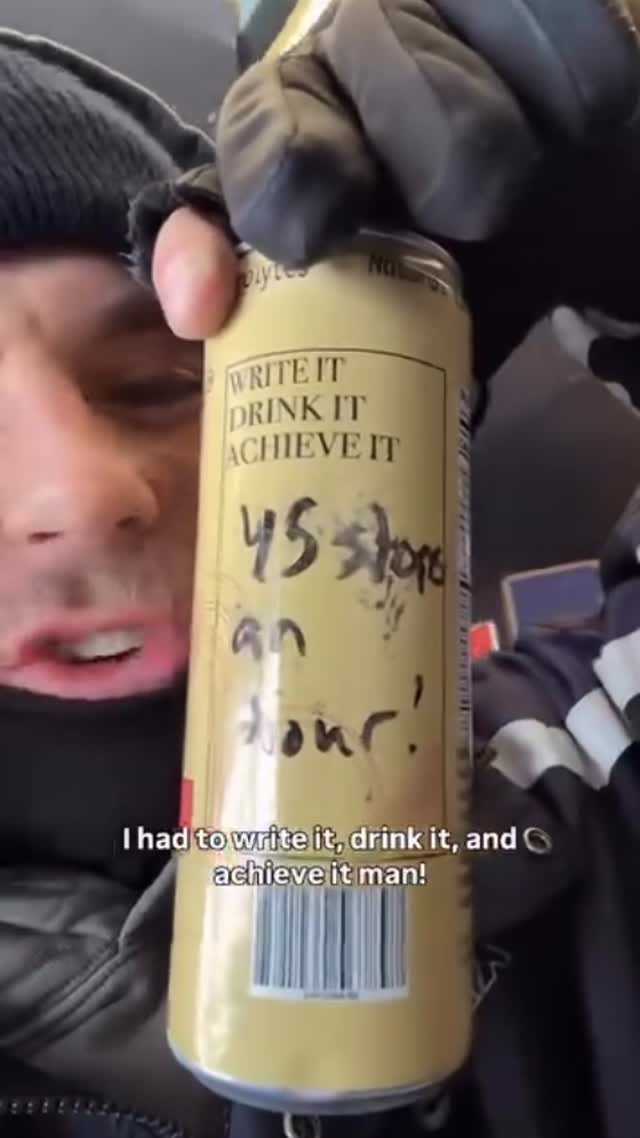 WRITE IT
DRINK IT
ACHIEVE IT
45 stops
an
hour!
I had to write it, drink it, and
achieve it man!